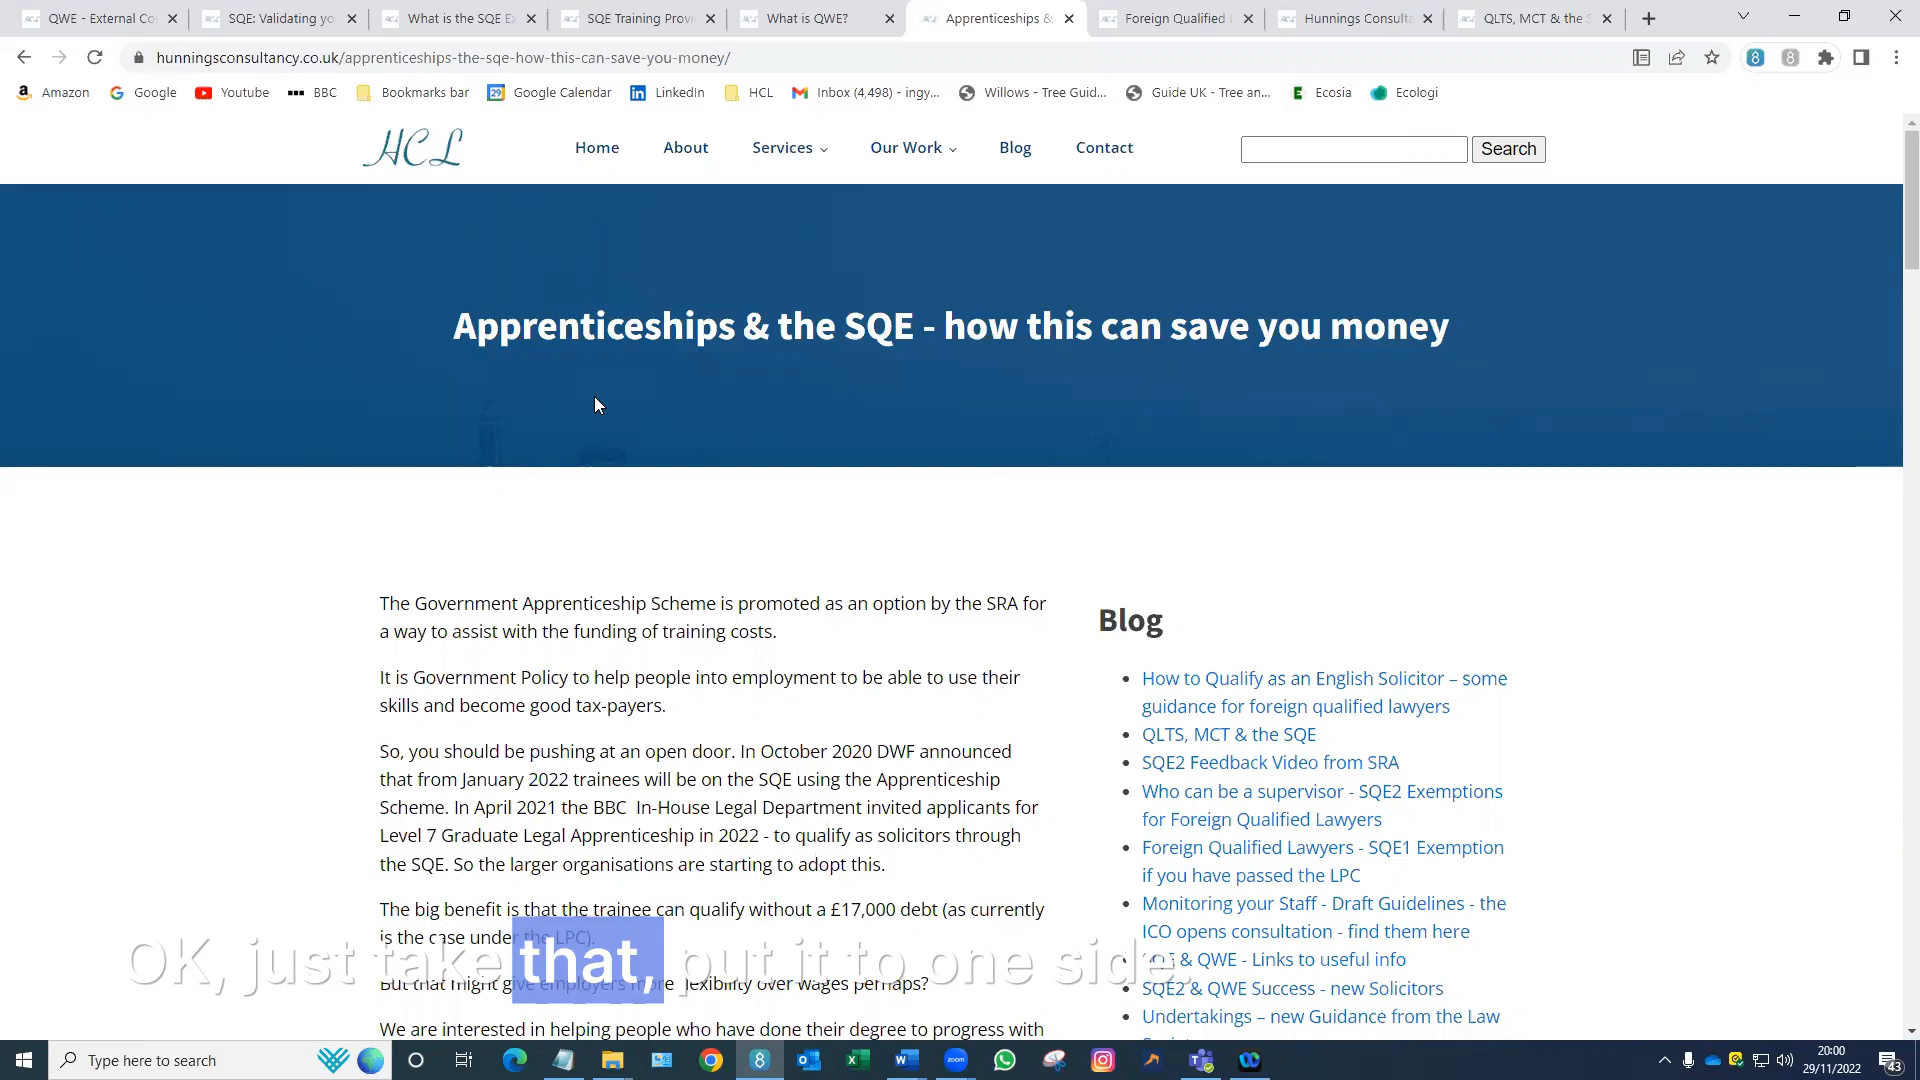 QWE - External Co
SQE: Validating yo
What is the SQE E
SQE Training Provi
What is QWE?
Apprenticeships &
Foreign Qualified
Hunnings Consulta
QLTS, MCT & the S
hunningsconsultancy.co.uk/apprenticeships-the-sqe-how-this-can-save-you-money/
Amazon
Google
Youtube
BBC
Bookmarks bar
Google Calendar
LinkedIn
HCL
Inbox (4,498) - ingy...
Willows - Tree Guid...
Guide UK - Tree an...
Ecosia
Ecologi
HCL
Home
About
Services
Our Work
Blog
Contact
Search
Apprenticeships & the SQE - how this can save you money
The Government Apprenticeship Scheme is promoted as an option by the SRA for
a way to assist with the funding of training costs.
It is Government Policy to help people into employment to be able to use their
skills and become good tax-payers.
So, you should be pushing at an open door. In October 2020 DWF announced
that from January 2022 trainees will be on the SQE using the Apprenticeship
Scheme. In April 2021 the BBC In-House Legal Department invited applicants for
Level 7 Graduate Legal Apprenticeship in 2022 - to qualify as solicitors through
the SQE. So the larger organisations are starting to adopt this.
The big benefit is that the trainee can qualify without a £17,000 debt (as currently
is the case under the LPC).
But that might give employers more flexibility over wages perhaps?
We are interested in helping people who have done their degree to progress with
Blog
How to Qualify as an English Solicitor – some
guidance for foreign qualified lawyers
QLTS, MCT & the SQE
SQE2 Feedback Video from SRA
Who can be a supervisor - SQE2 Exemptions
for Foreign Qualified Lawyers
Foreign Qualified Lawyers - SQE1 Exemption
if you have passed the LPC
Monitoring your Staff - Draft Guidelines - the
ICO opens consultation - find them here
SQE & QWE - Links to useful info
SQE2 & QWE Success - new Solicitors
Undertakings – new Guidance from the Law
OK, just take that, put it to one side.
Type here to search
20:00
29/11/2022
43